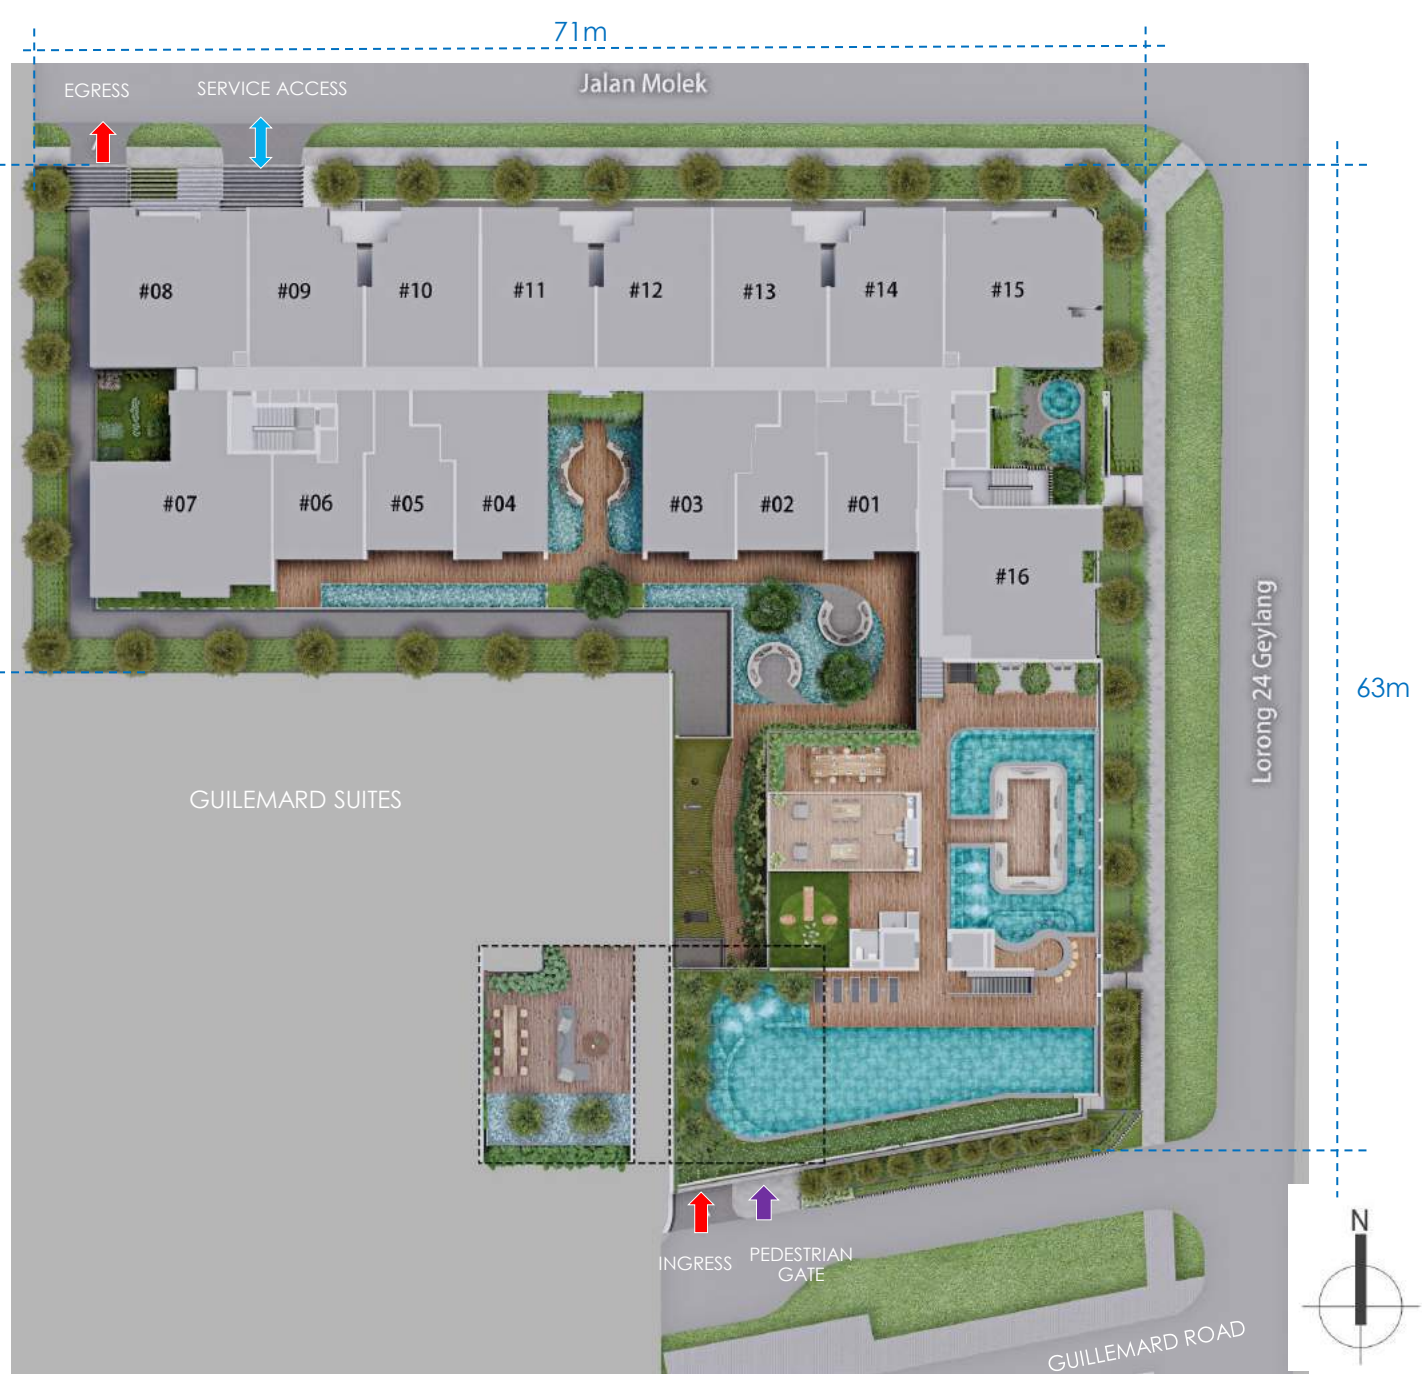 71m
Jalan Molek
EGRESS
SERVICE ACCESS
#08
#09
#10
#11
#12
#13
#14
#15
#07
#06
#05
#04
#03
#02
#01
#16
Lorong 24 Geylang
63m
GUILEMARD SUITES
INGRESS
PEDESTRIAN
GATE
N
GUILLEMARD ROAD